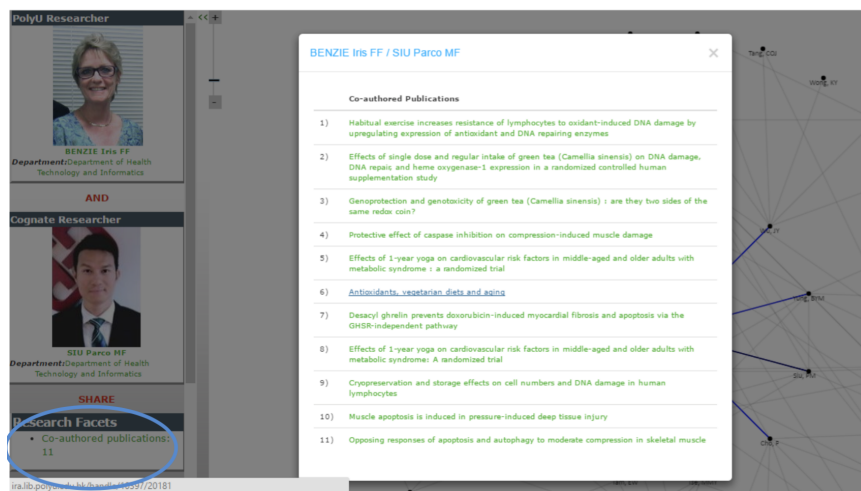 PolyU Researcher
BENZIE Iris FF
Department:Department of Health
Technology and Informatics
AND
Cognate Researcher
SIU Parco MF
Department:Department of Health
Technology and Informatics
SHARE
Research Facets
Co-authored publications:
11
ira.lib.polyu.edu.hk/handle/10397/20181
<< +
-
BENZIE Iris FF / SIU Parco MF
×
Co-authored Publications
1) Habitual exercise increases resistance of lymphocytes to oxidant-induced DNA damage by
upregulating expression of antioxidant and DNA repairing enzymes
2) Effects of single dose and regular intake of green tea (Camellia sinensis) on DNA damage,
DNA repair, and heme oxygenase-1 expression in a randomized controlled human
supplementation study
3) Genoprotection and genotoxicity of green tea (Camellia sinensis) : are they two sides of the
same redox coin?
4) Protective effect of caspase inhibition on compression-induced muscle damage
5) Effects of 1-year yoga on cardiovascular risk factors in middle-aged and older adults with
metabolic syndrome : a randomized trial
6) Antioxidants, vegetarian diets and aging
7) Desacyl ghrelin prevents doxorubicin-induced myocardial fibrosis and apoptosis via the
GHSR-independent pathway
8) Effects of 1-year yoga on cardiovascular risk factors in middle-aged and older adults with
metabolic syndrome: A randomized trial
9) Cryopreservation and storage effects on cell numbers and DNA damage in human
lymphocytes
10) Muscle apoptosis is induced in pressure-induced deep tissue injury
11) Opposing responses of apoptosis and autophagy to moderate compression in skeletal muscle
Tang, CGI
Wong, KY
Siu, PM